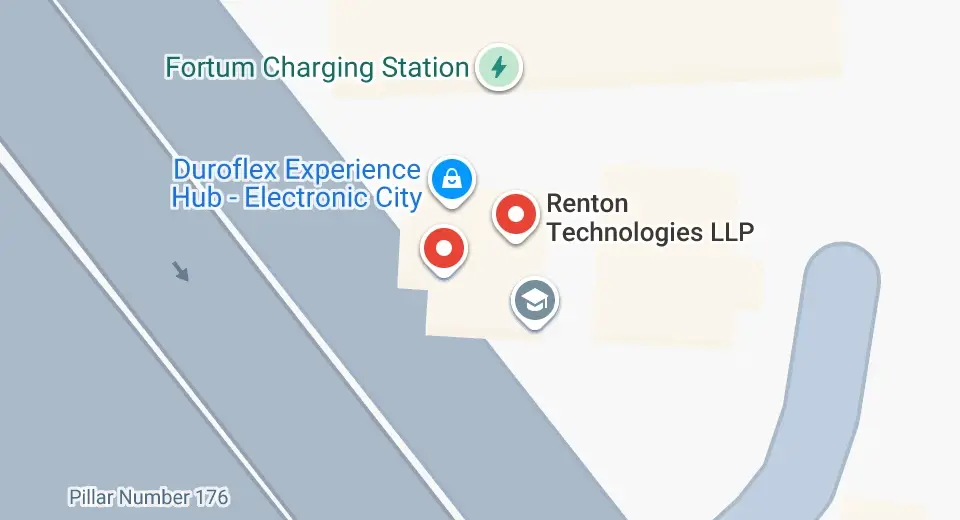 Fortum Charging Station
Duroflex Experience
Hub - Electronic City
Renton
Technologies LLP
Pillar Number 176